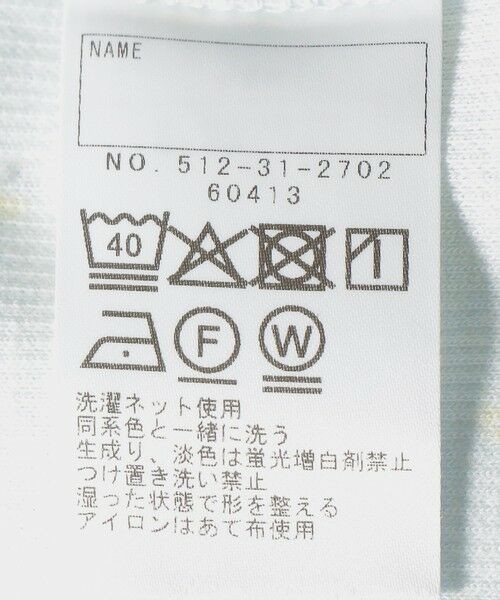 NAME
NO. 512-31-2702
60413
40
F W
洗濯ネット使用
同系色と一緒に洗う
生成り、淡色は蛍光増白剤禁止
つけ置き洗い禁止
湿った状態で形を整える
アイロンはあて布使用